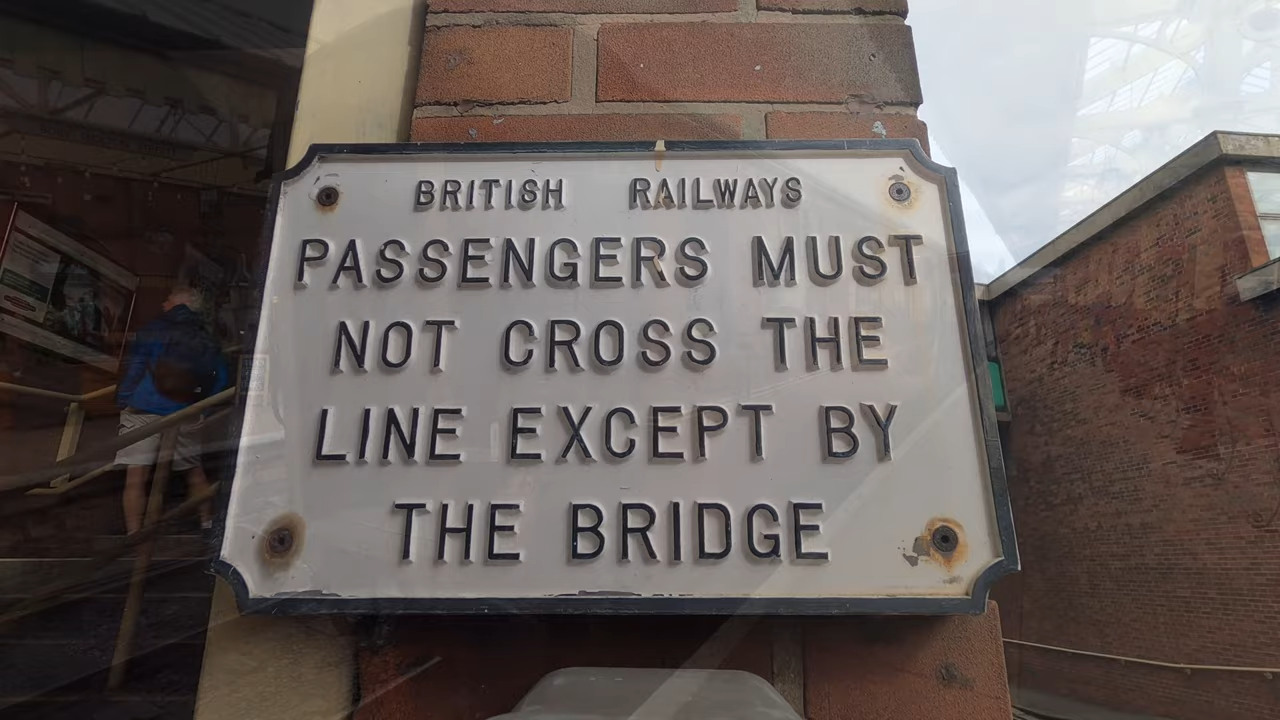 BRITISH RAILWAYS
PASSENGERS MUST
NOT CROSS THE
LINE EXCEPT BY
THE BRIDGE